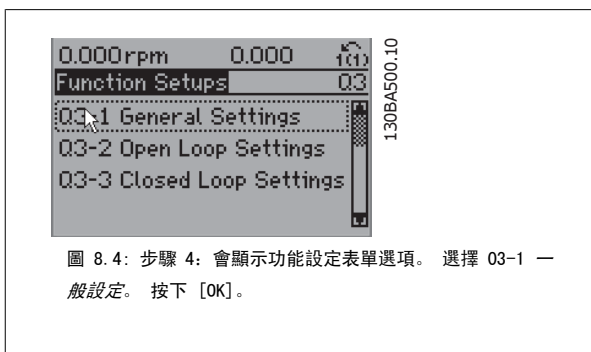 0.000rpm 0.000 1(1)
Function Setups Q3
Q3-1 General Settings
Q3-2 Open Loop Settings
Q3-3 Closed Loop Settings
130BA500.10
圖 8.4: 步驟 4: 會顯示功能設定表單選項。 選擇 03-1 一
般設定。 按下 [OK]。